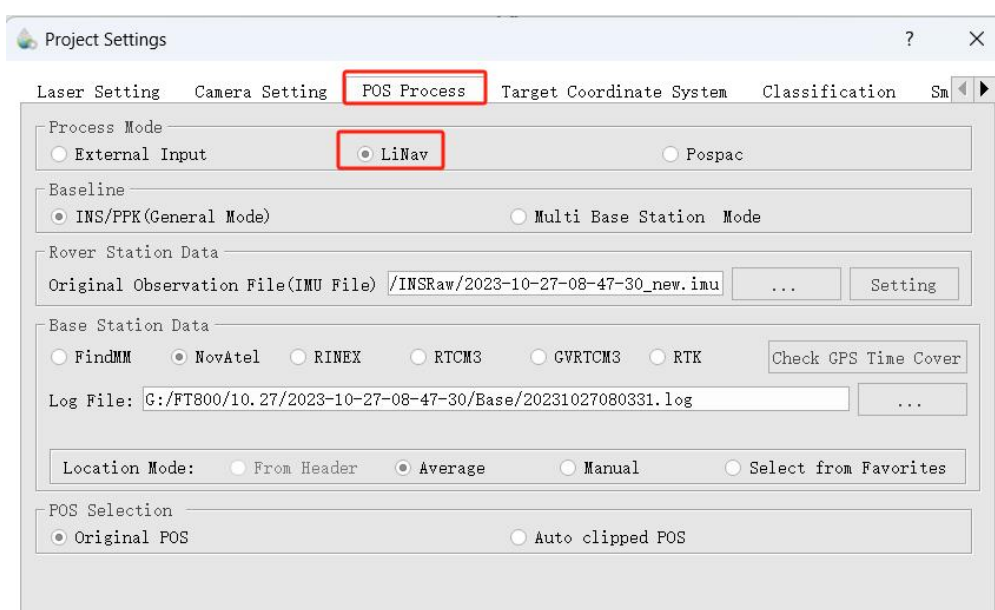 Project Settings ? ×
Laser Setting Camera Setting POS Process Target Coordinate System Classification Sm
Process Mode
External Input LiNav Pospac
Baseline
INS/PPK(General Mode) Multi Base Station Mode
Rover Station Data
Original Observation File(IMU File) /INSRaw/2023-10-27-08-47-30_new.imu ... Setting
Base Station Data
FindMM NovAtel RINEX RTCM3 GVRTCM3 RTK Check GPS Time Cover
Log File: G:/FT800/10.27/2023-10-27-08-47-30/Base/20231027080331.log ...
Location Mode: From Header Average Manual Select from Favorites
POS Selection
Original POS Auto clipped POS